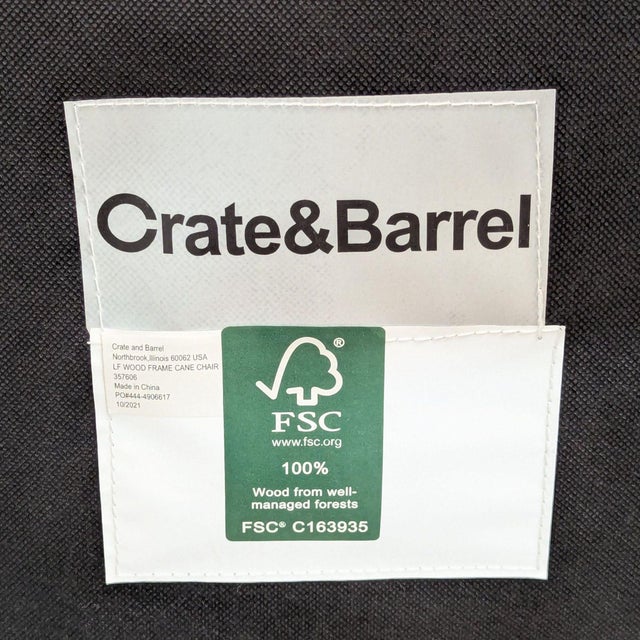 Crate&Barrel
Crate and Barrel
Northbrook,Illinois 60062 USA
LF WOOD FRAME CANE CHAIR
357606
Made in China
PO#444-4906617
10/2021
®
FSC
www.fsc.org
100%
Wood from well-
managed forests
FSC® C163935